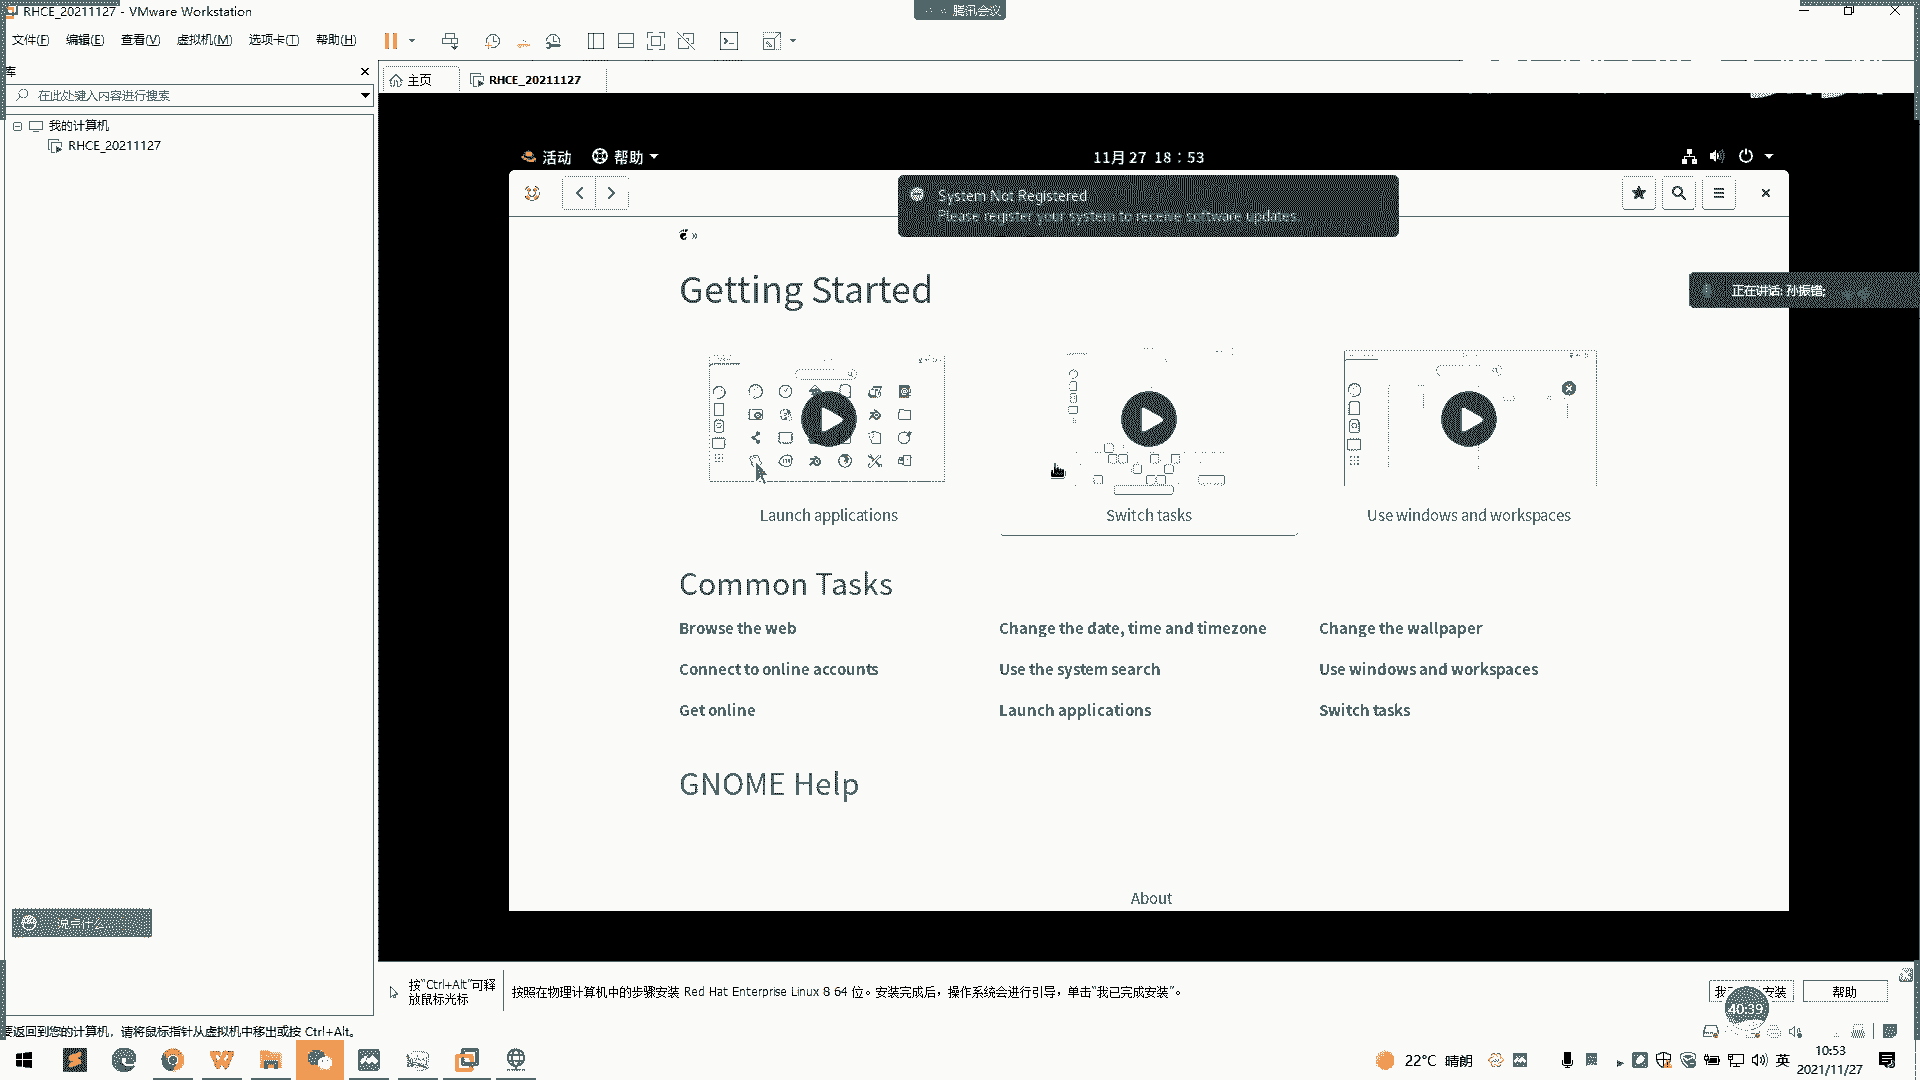 RHCE_20211127 - VMware Workstation
腾讯会议
文件(F) 编辑(E) 查看(V) 虚拟机(M) 选项卡(T) 帮助(H)
库
主页 RHCE_20211127
在此处键入内容进行搜索
我的计算机
RHCE_20211127
活动 帮助 11月27 18：53
System Not Registered
Please register your system to receive software updates.
正在讲话: 孙振锴;
Getting Started
Launch applications Switch tasks Use windows and workspaces
Common Tasks
Browse the web Change the date, time and timezone Change the wallpaper
Connect to online accounts Use the system search Use windows and workspaces
Get online Launch applications Switch tasks
GNOME Help
About
说点什么...
按"Ctrl+Alt"可释放鼠标光标
按照在物理计算机中的步骤安装 Red Hat Enterprise Linux 8 64 位。安装完成后，操作系统会进行引导，单击"我已完成安装"。
安装 帮助
40:39
要返回到您的计算机，请将鼠标指针从虚拟机中移出或按 Ctrl+Alt。
22°C 晴朗 英 10:53
2021/11/27